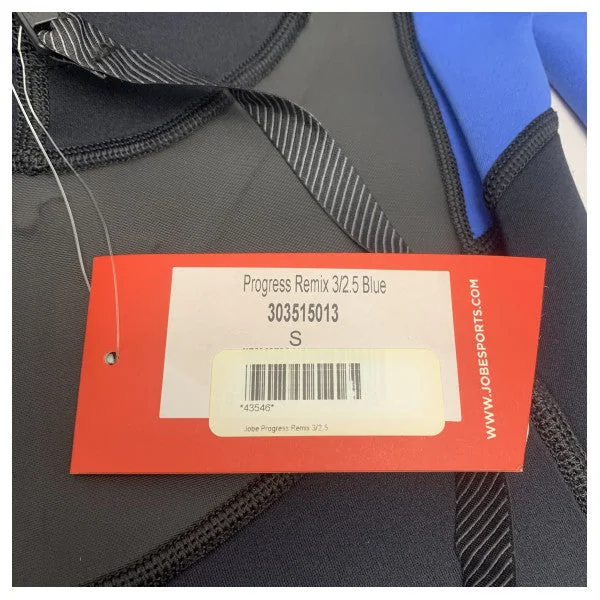 Progress Remix 3/2.5 Blue
303515013
S
*43546*
Jobe Progress Remix 3/2.5
WWW.JOBESPORTS.COM